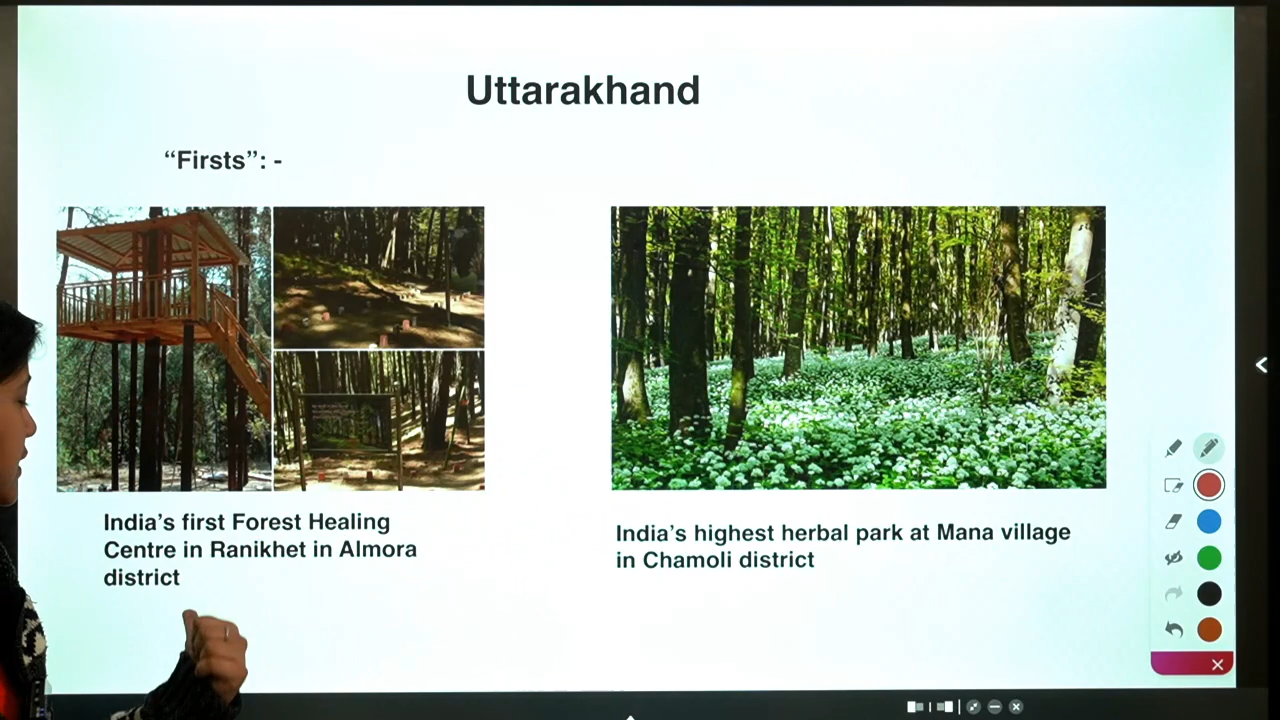 Uttarakhand
“Firsts”: -
India’s first Forest Healing
Centre in Ranikhet in Almora
district
India’s highest herbal park at Mana village
in Chamoli district